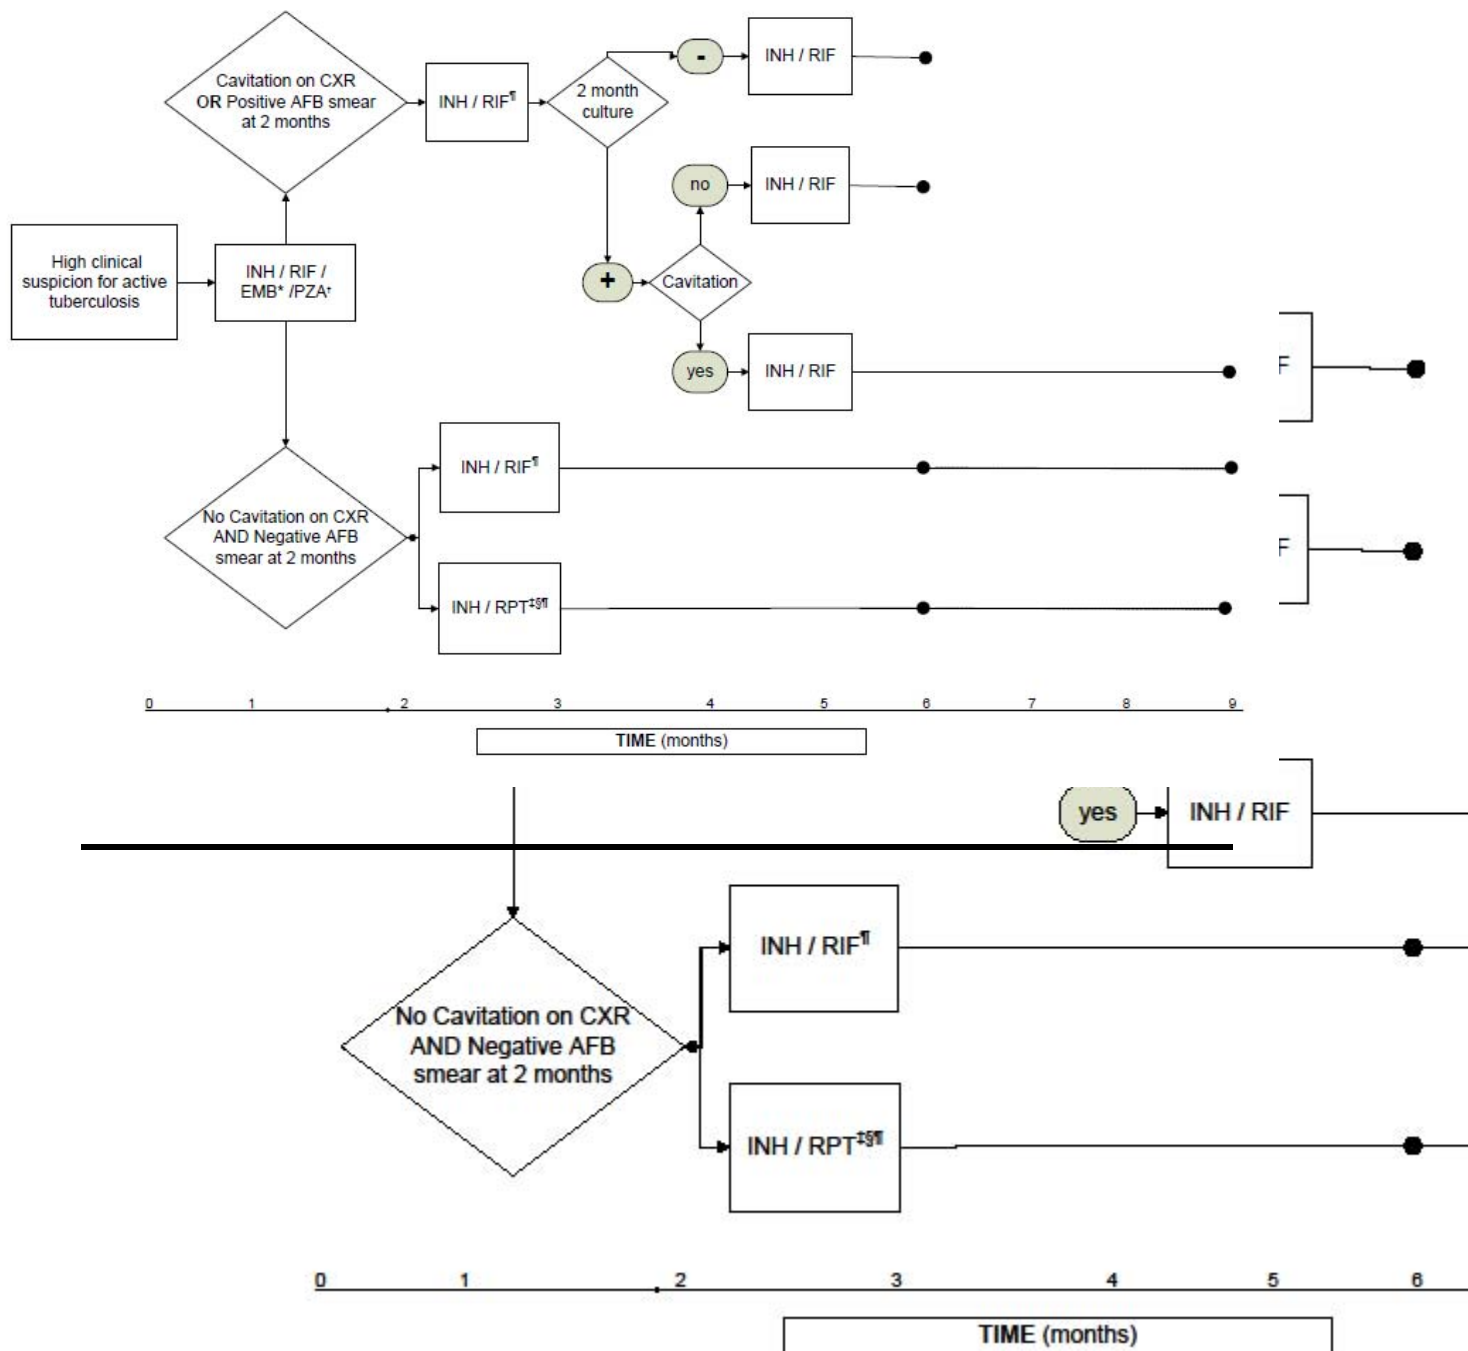 Cavitation on CXR
OR Positive AFB smear
at 2 months
INH / RIF¶
2 month
culture
-
INH / RIF
no
INH / RIF
High clinical
suspicion for active
tuberculosis
INH / RIF /
EMB* /PZA†
+
Cavitation
yes
INH / RIF
F
INH / RIF¶
No Cavitation on CXR
AND Negative AFB
smear at 2 months
F
INH / RPT‡§¶
0 1 2 3 4 5 6 7 8 9
TIME (months)
yes
INH / RIF
INH / RIF¶
No Cavitation on CXR
AND Negative AFB
smear at 2 months
INH / RPT‡§¶
0 1 2 3 4 5 6
TIME (months)